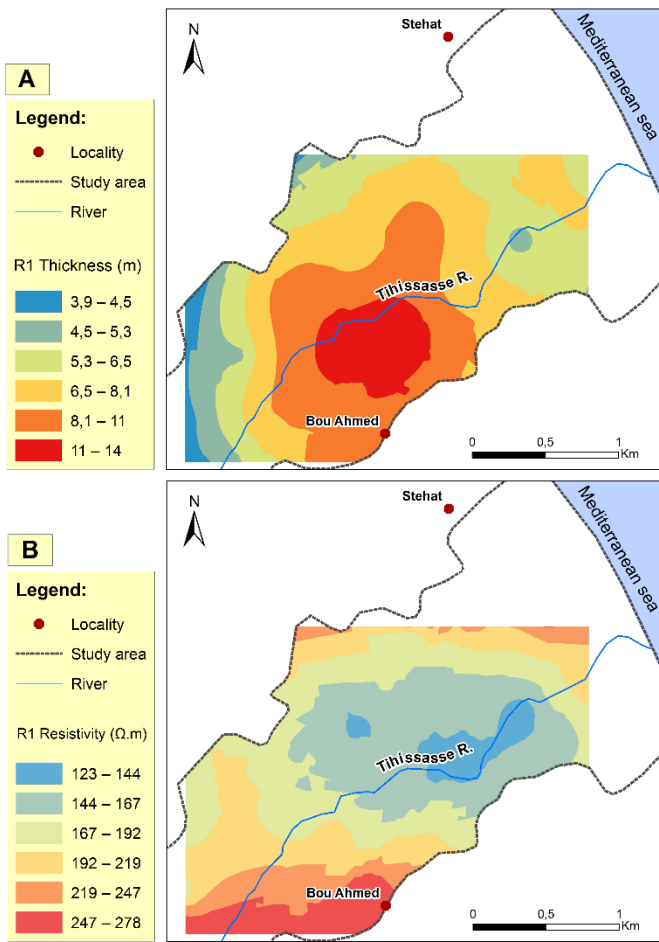 A
Legend:
Locality
Study area
River
R1 Thickness (m)
3,9 – 4,5
4,5 – 5,3
5,3 – 6,5
6,5 – 8,1
8,1 – 11
11 – 14
N
Stehat
Mediterranean sea
Tihissasse R.
Bou Ahmed
0 0,5 1
Km
B
Legend:
Locality
Study area
River
R1 Resistivity (Ω.m)
123 – 144
144 – 167
167 – 192
192 – 219
219 – 247
247 – 278
N
Stehat
Mediterranean sea
Tihissasse R.
Bou Ahmed
0 0,5 1
Km